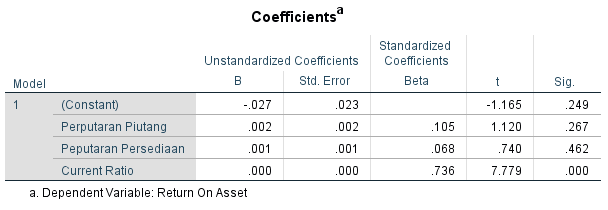 Coefficientsa
Unstandardized Coefficients Standardized Coefficients
Model B Std. Error Beta t Sig.
1 (Constant) -.027 .023 -1.165 .249
Perputaran Piutang .002 .002 .105 1.120 .267
Peputaran Persediaan .001 .001 .068 .740 .462
Current Ratio .000 .000 .736 7.779 .000
a. Dependent Variable: Return On Asset